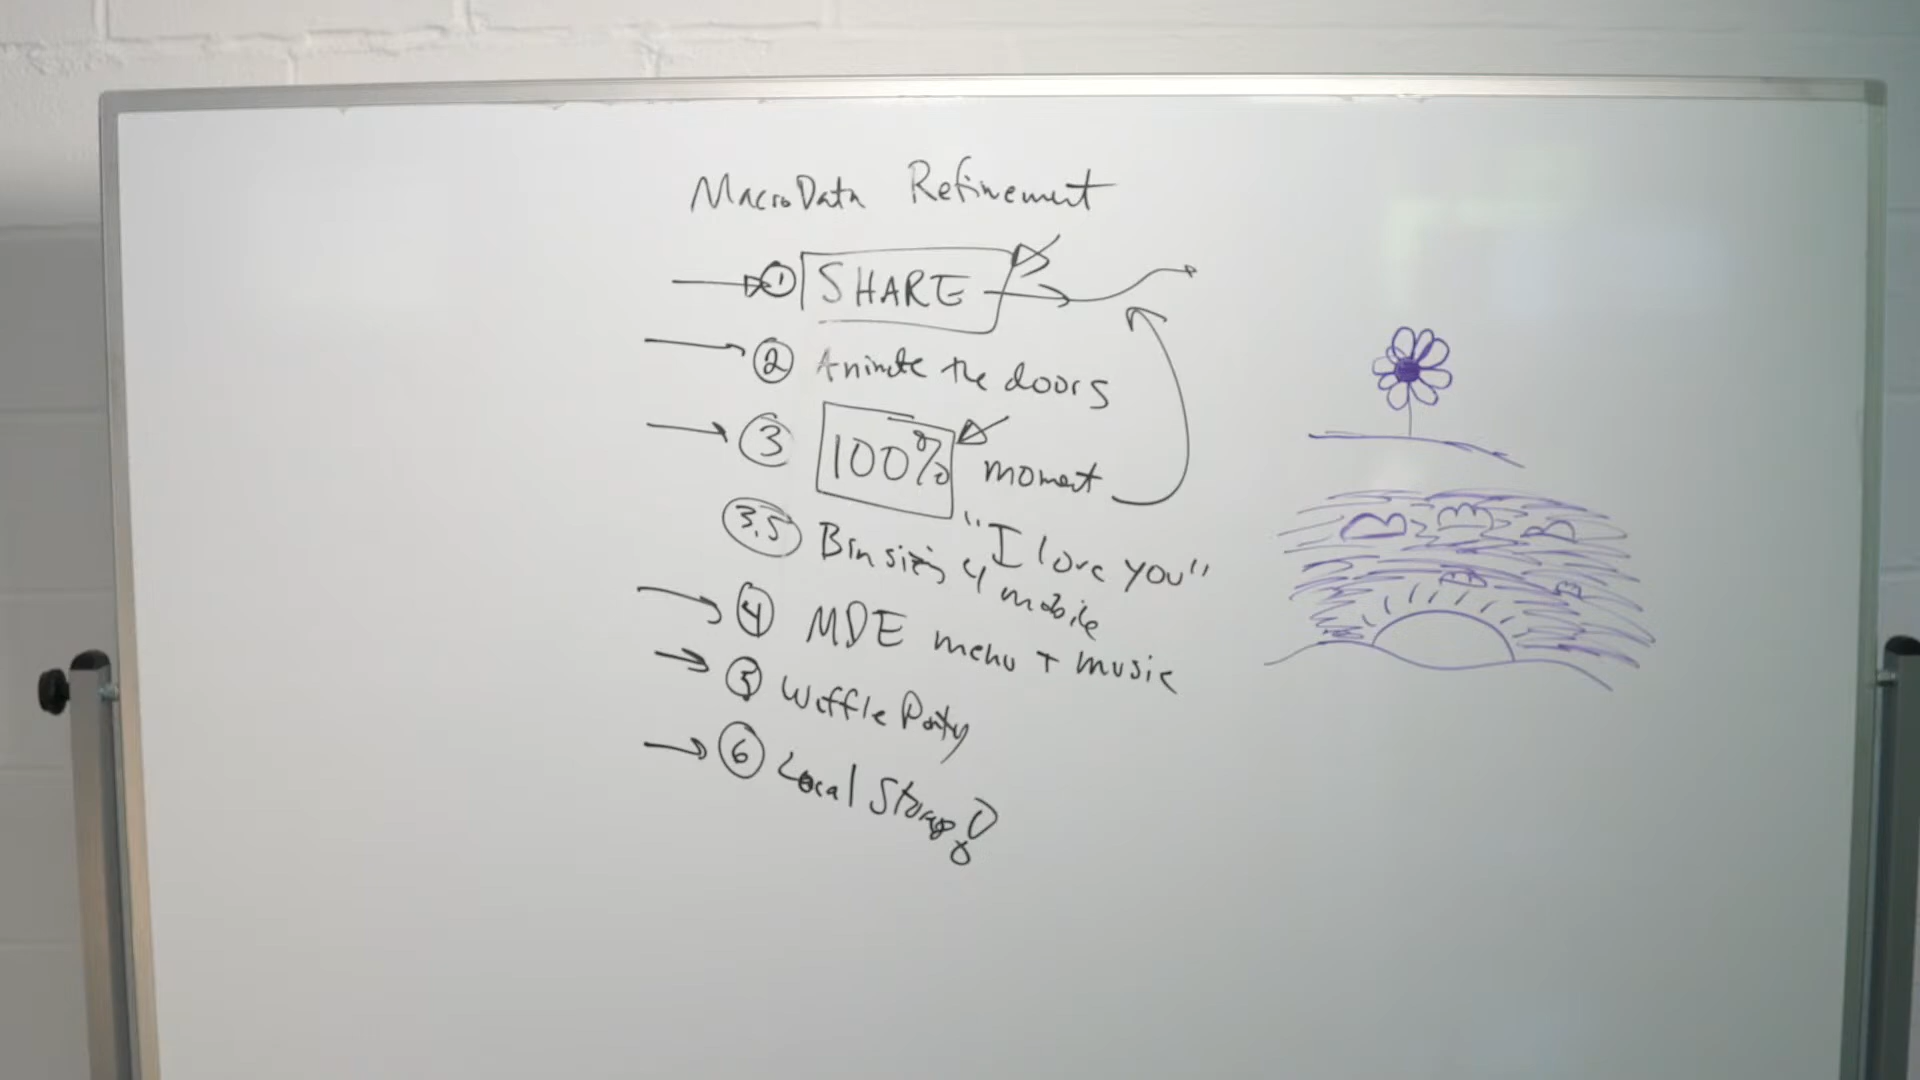 MacroData Refinement
① SHARE
② Animate the doors
③ 100% moment
"I love you"
3.5 Bin sizing 4 mobile
④ MDE menu + music
⑤ Waffle Party
⑥ Local Storage!